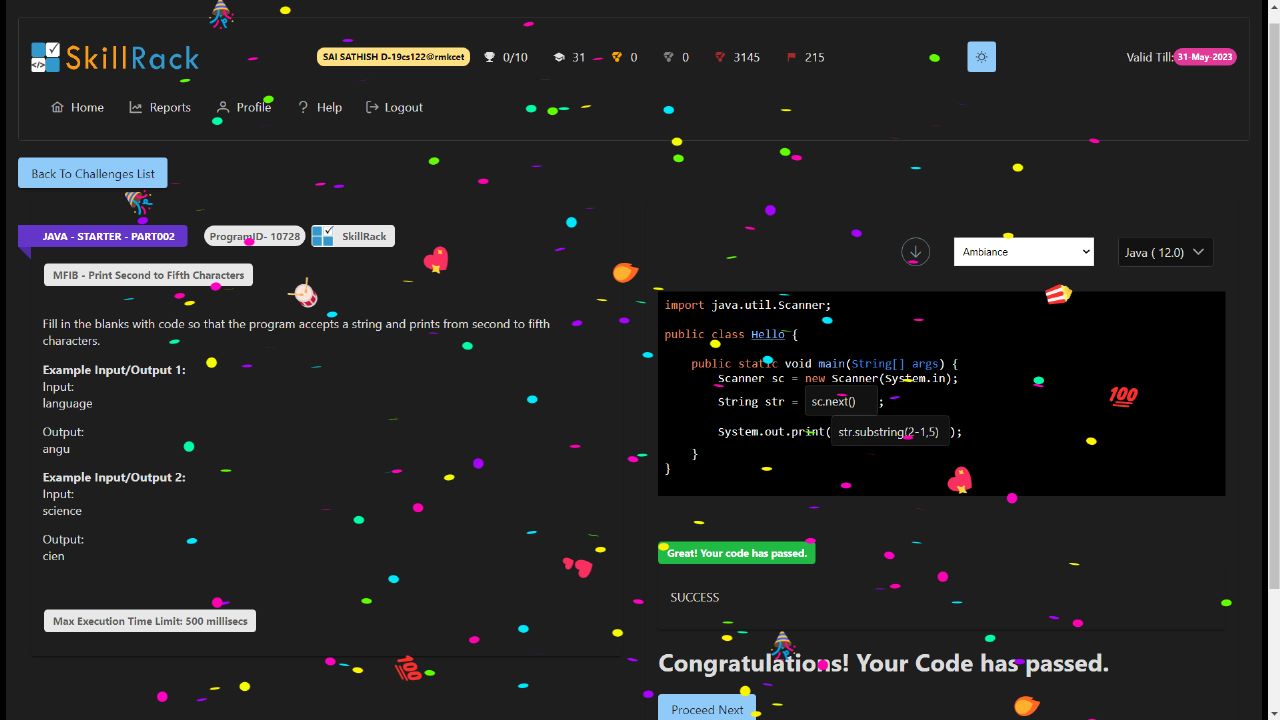 SkillRack
SAI SATHISH D-19cs122@rmkcet
0/10
31
0
0
3145
215
Valid Till:31-May-2023
Home
Reports
Profile
Help
Logout
Back To Challenges List
JAVA - STARTER - PART002
ProgramID- 10728
SkillRack
Ambiance
Java ( 12.0)
MFIB - Print Second to Fifth Characters
Fill in the blanks with code so that the program accepts a string and prints from second to fifth
characters.
Example Input/Output 1:
Input:
language
Output:
angu
Example Input/Output 2:
Input:
science
Output:
cien
Max Execution Time Limit: 500 millisecs
import java.util.Scanner;
public class Hello {
public static void main(String[] args) {
Scanner sc = new Scanner(System.in);
String str = sc.next() ;
System.out.print( str.substring(2-1,5) );
}
}
Great! Your code has passed.
SUCCESS
Congratulations! Your Code has passed.
Proceed Next
100
100